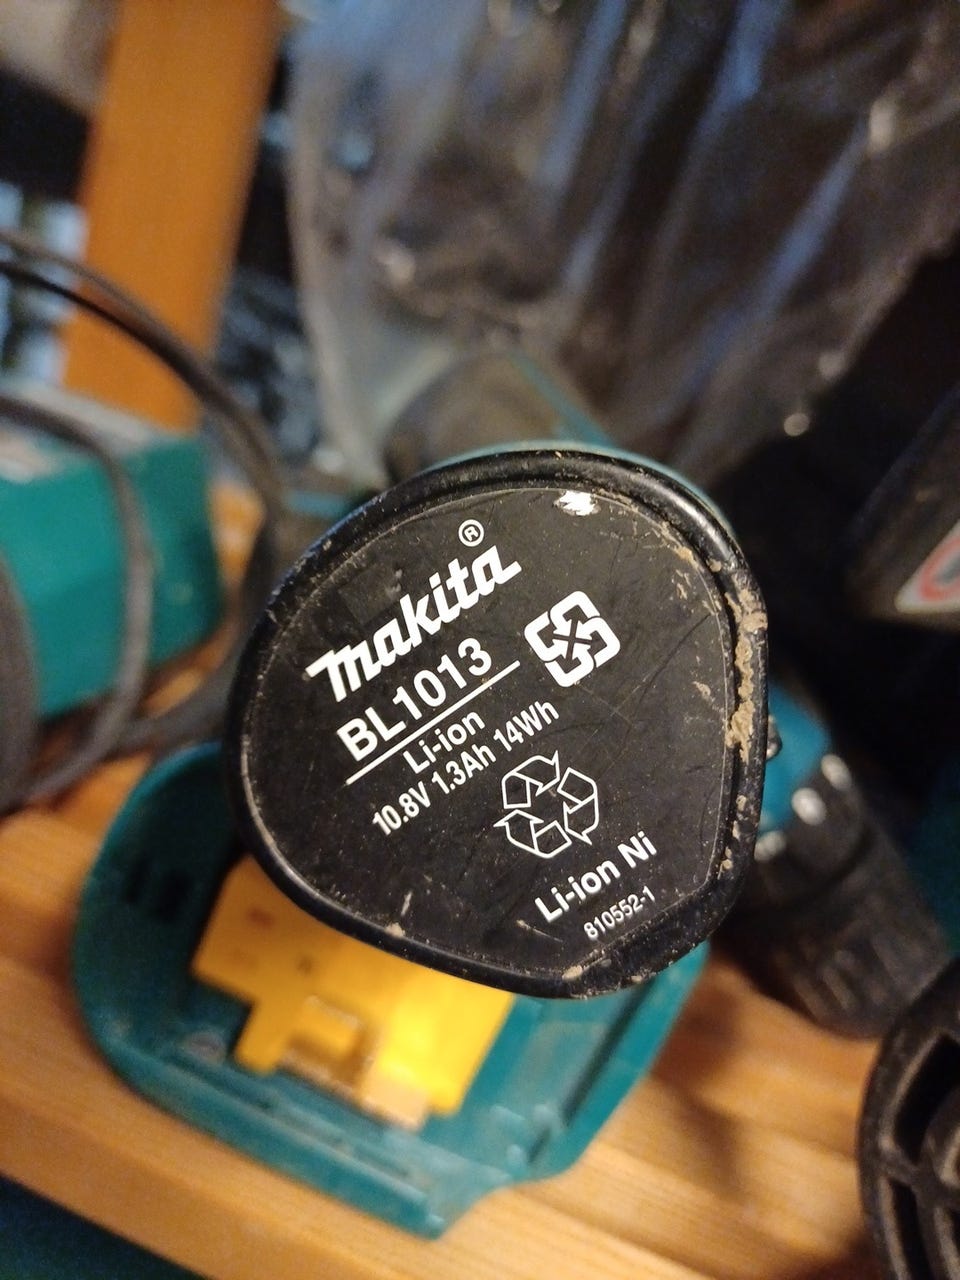 makita®
BL1013
Li-ion
10.8V 1.3Ah 14Wh
Li-ion Ni
810552-1